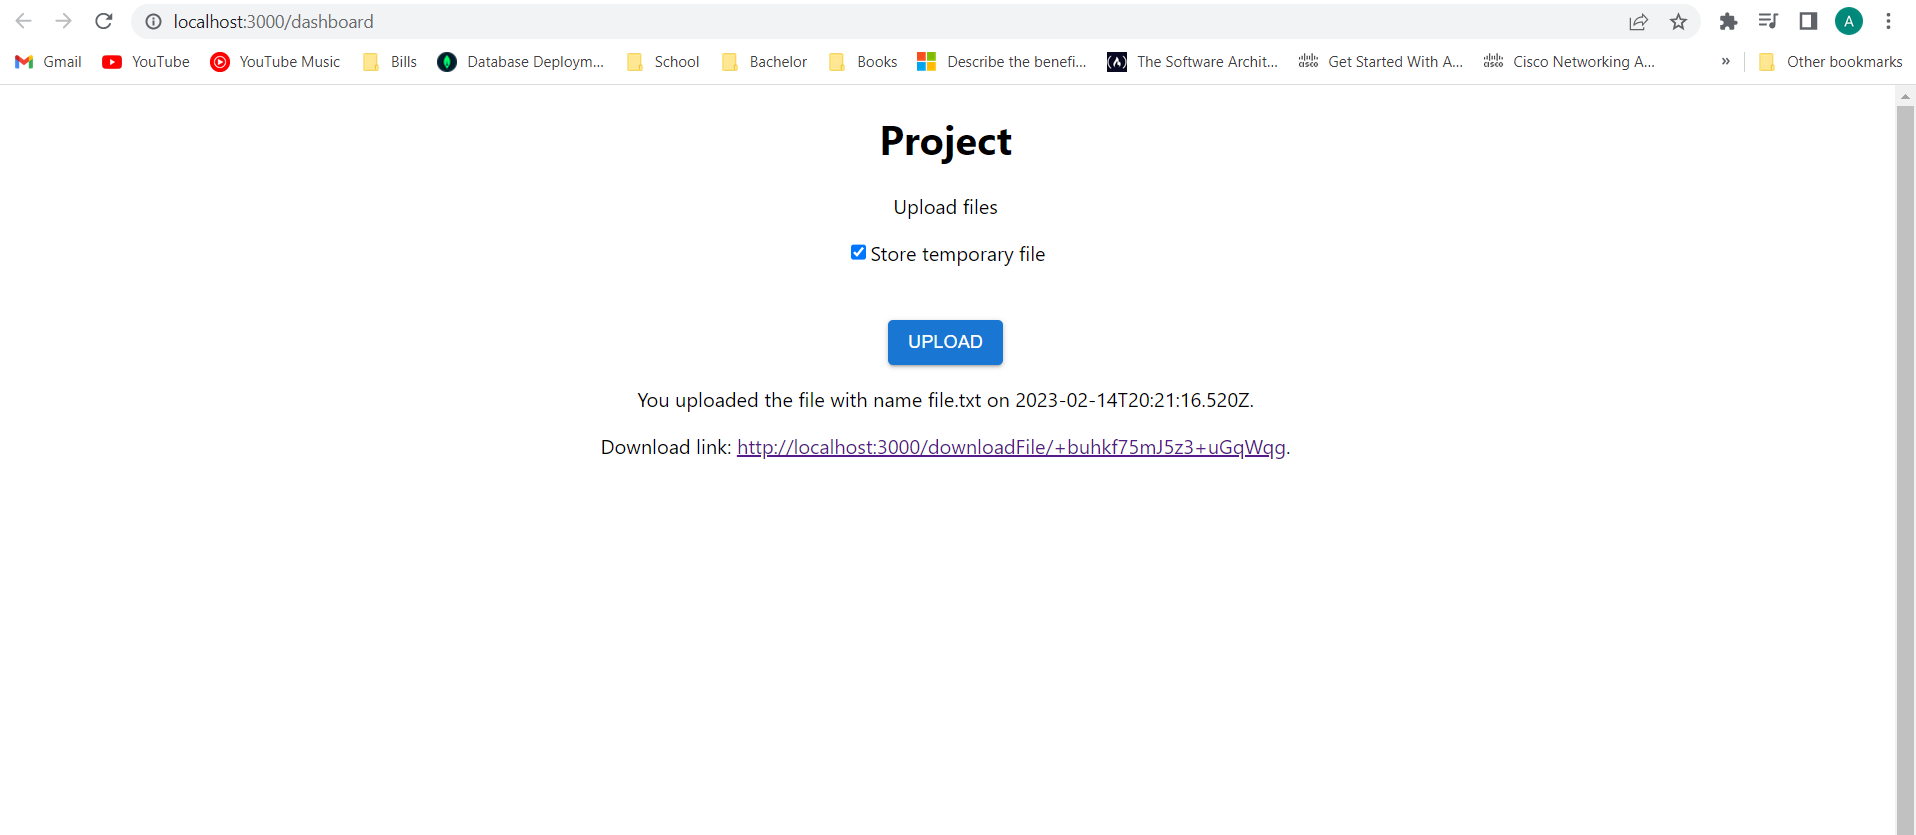 localhost:3000/dashboard
A
Gmail YouTube YouTube Music Bills Database Deploym... School Bachelor Books Describe the benefi... The Software Archit... Get Started With A... Cisco Networking A... » Other bookmarks
Project
Upload files
Store temporary file
UPLOAD
You uploaded the file with name file.txt on 2023-02-14T20:21:16.520Z.
Download link: http://localhost:3000/downloadFile/+buhkf75mJ5z3+uGqWqg.